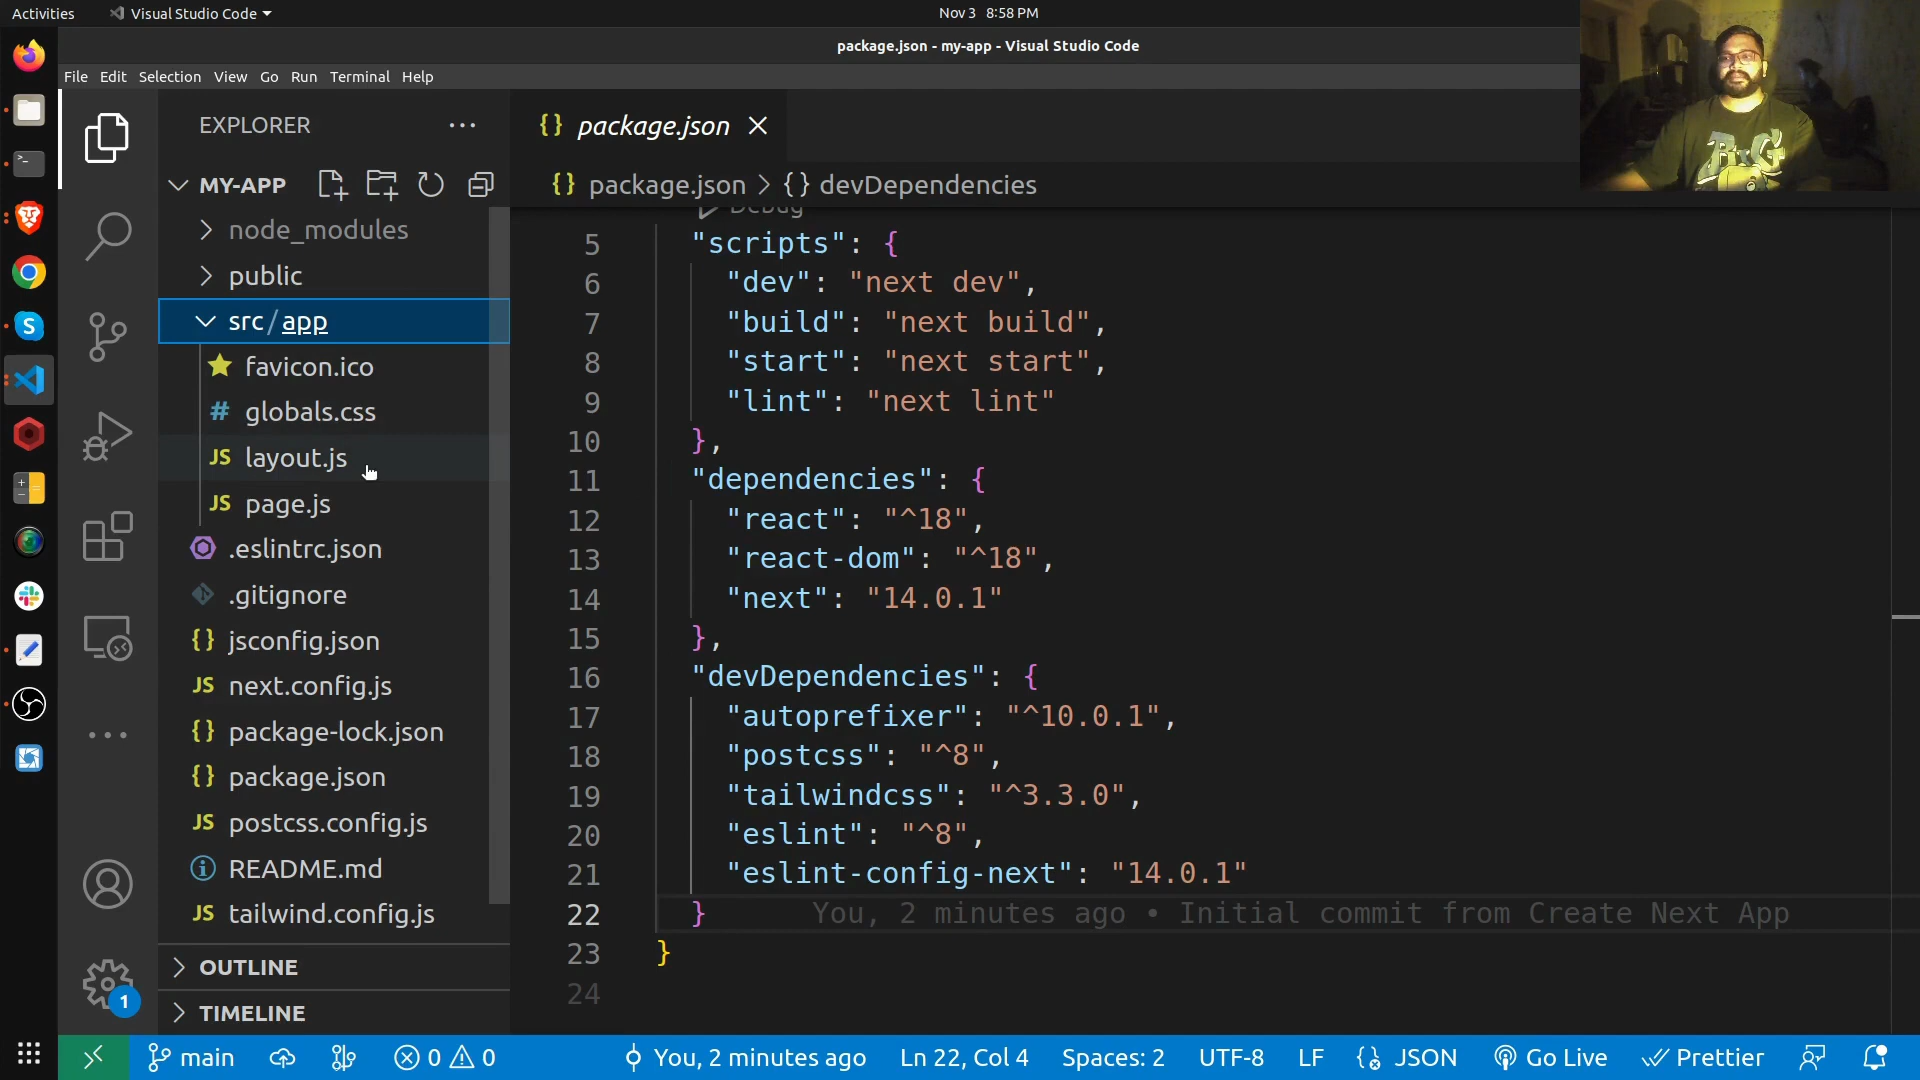 Activities
Visual Studio Code
Nov 3 8:58 PM
package.json - my-app - Visual Studio Code
File Edit Selection View Go Run Terminal Help
EXPLORER
MY-APP
node_modules
public
src/app
favicon.ico
# globals.css
JS layout.js
JS page.js
.eslintrc.json
.gitignore
{} jsconfig.json
JS next.config.js
{} package-lock.json
{} package.json
JS postcss.config.js
README.md
JS tailwind.config.js
OUTLINE
TIMELINE
{} package.json
{} package.json > {} devDependencies
Debug
5 "scripts": {
6 "dev": "next dev",
7 "build": "next build",
8 "start": "next start",
9 "lint": "next lint"
10 },
11 "dependencies": {
12 "react": "^18",
13 "react-dom": "^18",
14 "next": "14.0.1"
15 },
16 "devDependencies": {
17 "autoprefixer": "^10.0.1",
18 "postcss": "^8",
19 "tailwindcss": "^3.3.0",
20 "eslint": "^8",
21 "eslint-config-next": "14.0.1"
22 } You, 2 minutes ago • Initial commit from Create Next App
23 }
24
1
main 0 0 You, 2 minutes ago Ln 22, Col 4 Spaces: 2 UTF-8 LF JSON Go Live Prettier